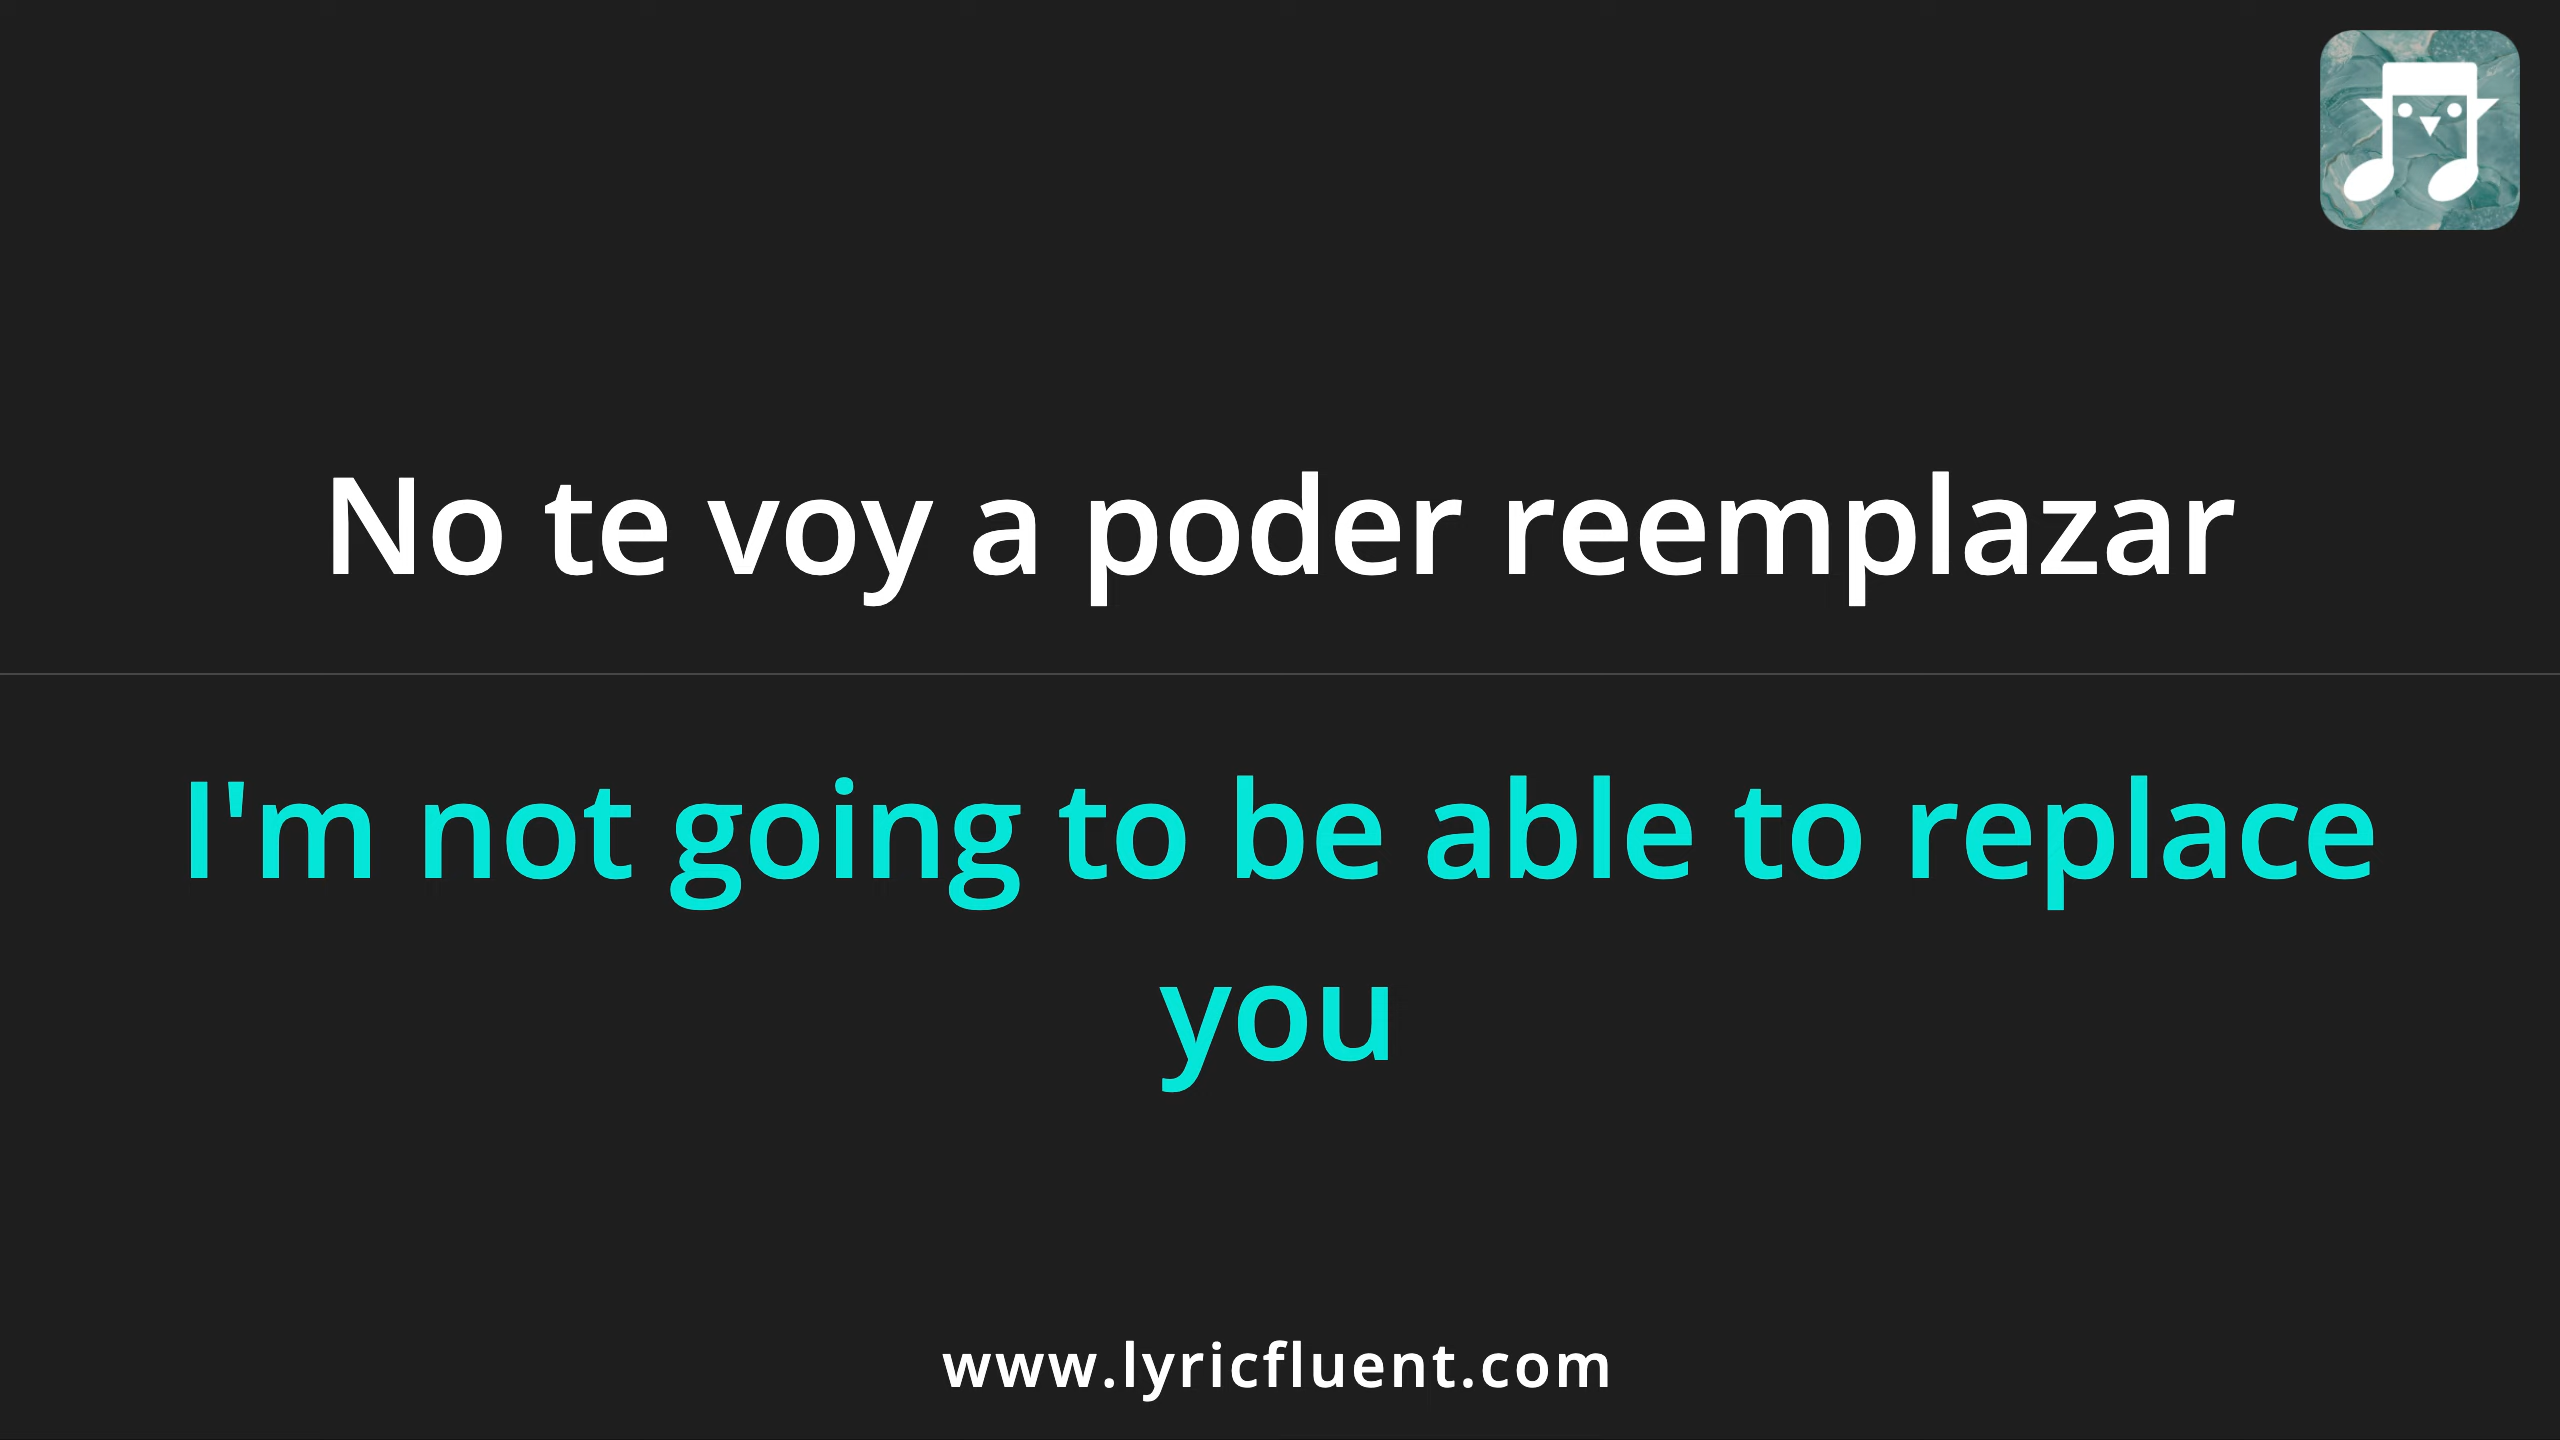 No te voy a poder reemplazar
I'm not going to be able to replace
you
www.lyricfluent.com